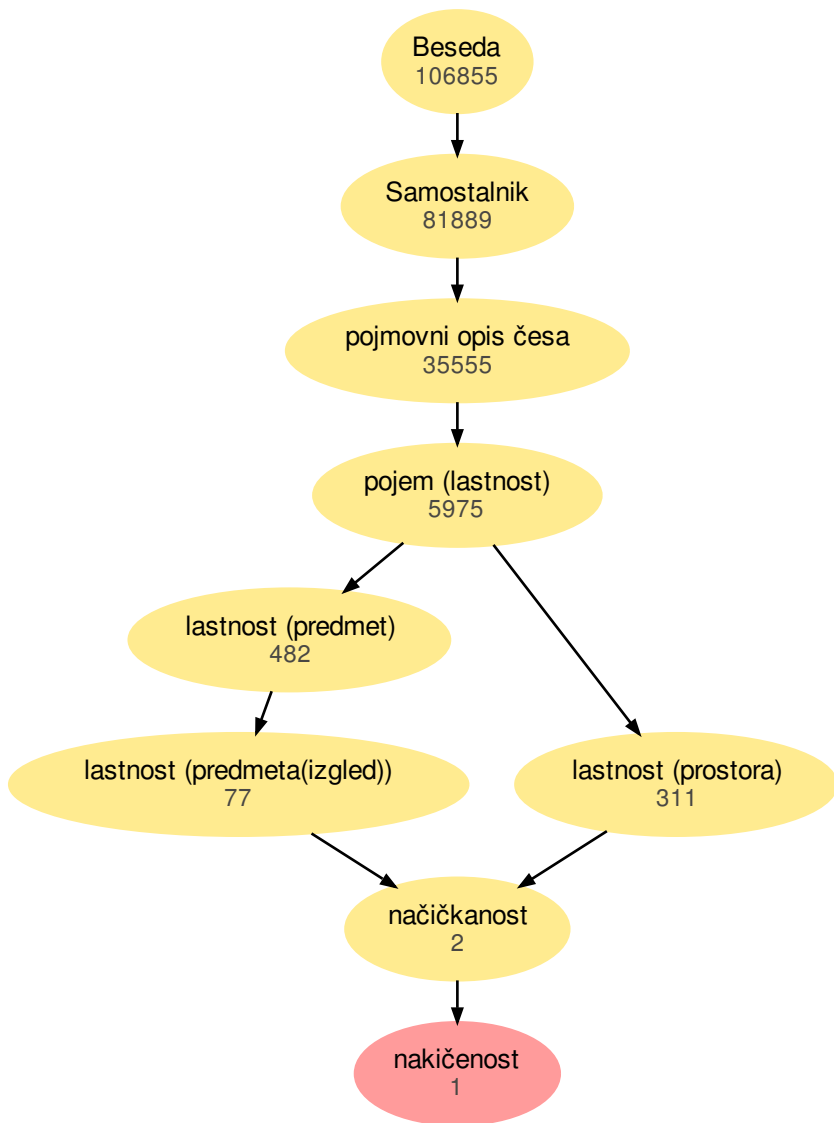 Beseda
106855
Samostalnik
81889
pojmovni opis česa
35555
pojem (lastnost)
5975
lastnost (predmet)
482
lastnost (predmeta(izgled))
77
lastnost (prostora)
311
načičkanost
2
nakičenost
1